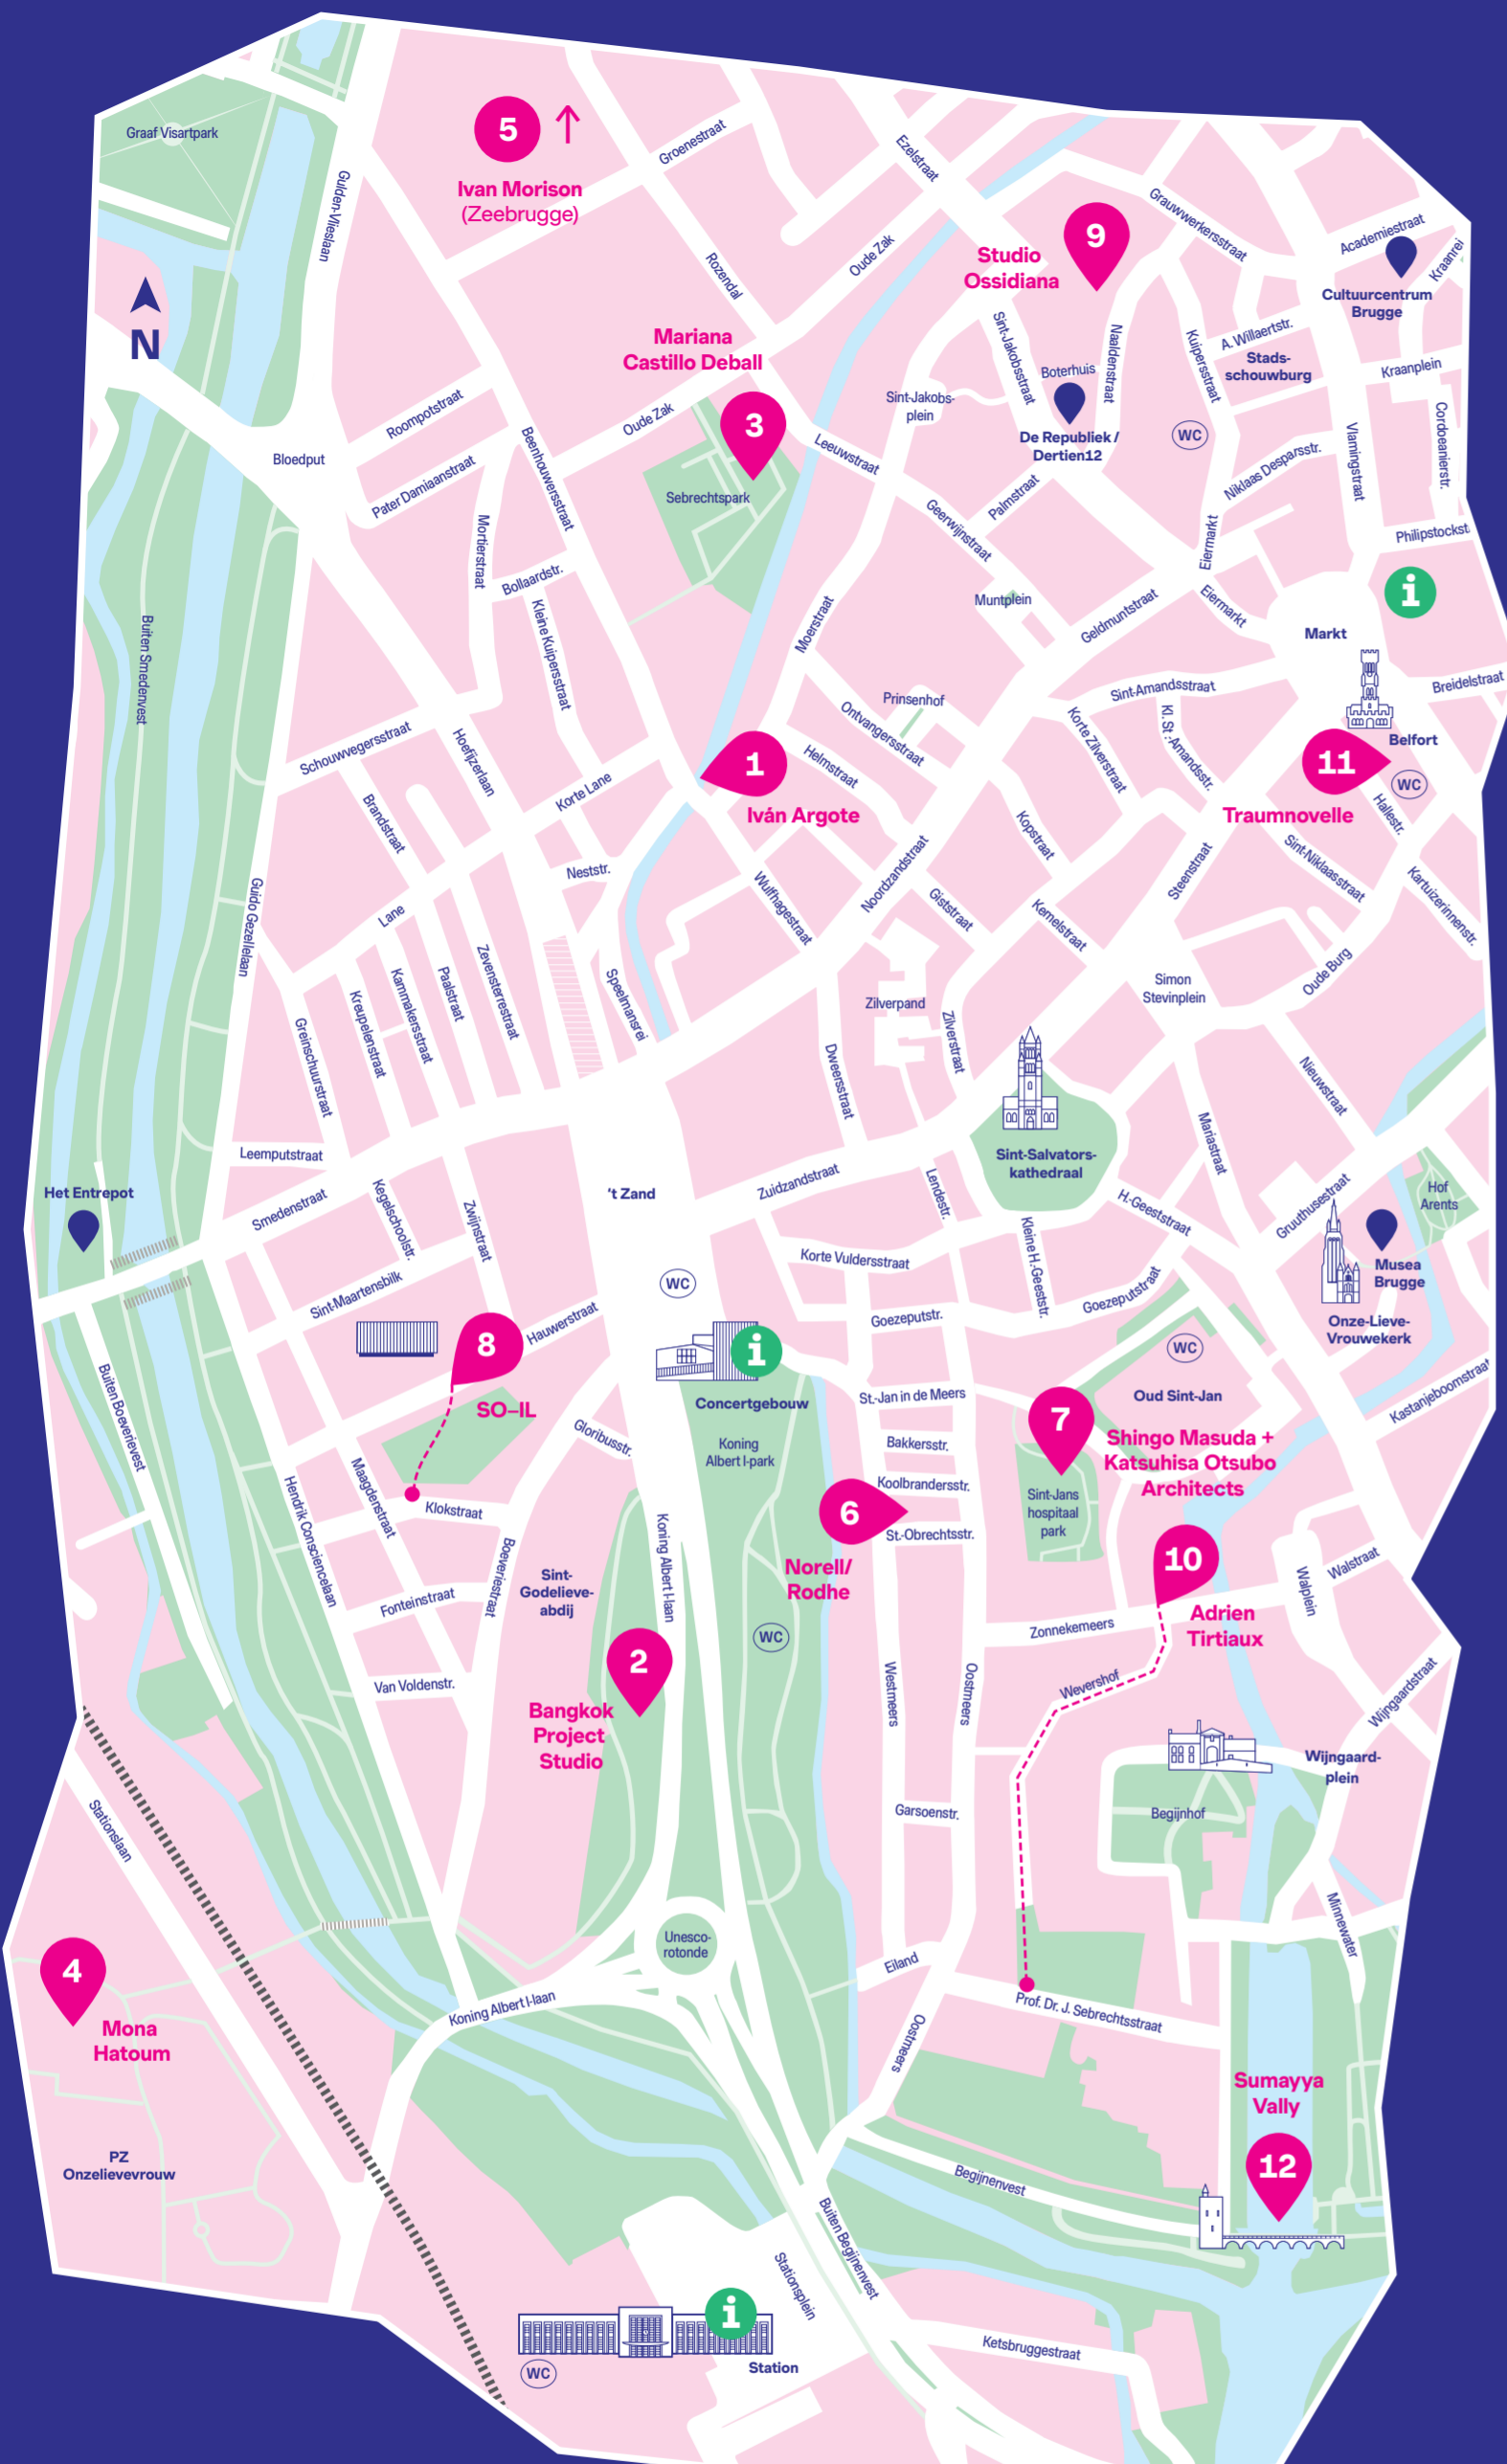 Graaf Visartpark
5
Ivan Morison
(Zeebrugge)
Groenestraat
Ezelstraat
Gulden-Vlieslaan
Rozendal
Oude Zak
9
Studio
Ossidiana
Grauwwerkersstraat
Academiestraat
Kraanrei
Cultuurcentrum
Brugge
N
Mariana
Castillo Deball
3
Sint-Jakobsstraat
Naaldenstraat
Kuipersstraat
A. Willaertstr.
Stads-
schouwburg
Kraanplein
Boterhuis
Sint-Jakobs-
plein
De Republiek /
Dertien12
WC
Roompotstraat
Oude Zak
Leeuwstraat
Cordoeanierstr.
Vlamingstraat
Bloedput
Pater Damiaanstraat
Beenhouwersstraat
Sebrechtspark
Geerwijnstraat
Palmstraat
Niklaas Desparsstr.
Philipstockst
Mortierstraat
Bollaardstr.
Eiermarkt
Eiermarkt
i
Muntplein
Geldmuntstraat
Markt
Moerstraat
Kleine Kuipersstraat
Buiten Smedenvest
Sint-Amandsstraat
Breidelstraat
Prinsenhof
Ontvangersstraat
Korte Zilverstraat
Kl. St.-Amandsstr.
Belfort
Schouwvegersstraat
Hoefijzerlaan
1
Iván Argote
Helmstraat
11
Traumnovelle
WC
Hallestr.
Korte Lane
Brandstraat
Kopstraat
Steenstraat
Sint-Niklaasstraat
Kartuizerinnenstr.
Neststr.
Wulfhagestraat
Noordzandstraat
Giststraat
Kemelstraat
Lane
Guido Gezellelaan
Zevensterrestraat
Paalstraat
Kammakersstraat
Kreupelenstraat
Greinschuurstraat
Speelmansrei
Zilverpand
Simon
Stevinplein
Oude Burg
Dweersstraat
Zilverstraat
Nieuwstraat
Mariastraat
Leemputstraat
Sint-Salvators-
kathedraal
Het Entrepot
Smedenstraat
Kegelschoolstr.
Zwijnstraat
't Zand
Zuidzandstraat
Lendestr.
H.-Geeststraat
Gruuthusestraat
Hof
Arents
Musea
Brugge
Korte Vuldersstraat
Kleine H.-Geeststr.
WC
Sint-Maartensbilk
Goezeputstr.
Goezeputstraat
Onze-Lieve-
Vrouwekerk
8
SO–IL
Hauwerstraat
i
Concertgebouw
WC
Buiten Boeverievest
St.-Jan in de Meers
Oud Sint-Jan
Kastanjeboomstraat
Gloribusstr.
Koning
Albert I-park
Bakkersstr.
7
Shingo Masuda +
Katsuhisa Otsubo
Architects
Koolbrandersstr.
Maagdenstraat
Hendrik Consciencelaan
Klokstraat
6
Norell/
Rodhe
St.-Obrechtsstr.
Sint-Jans
hospitaal
park
Koning Albert I-laan
Boeveriestraat
Sint-
Godelieve-
abdij
10
Adrien
Tirtiaux
Walplein
Walstraat
Fonteinstraat
WC
Zonnekemeers
2
Bangkok
Project
Studio
Van Voldenstr.
Westmeers
Oostmeers
Wevershof
Wijngaardstraat
Wijngaard-
plein
Stationslaan
Garsoenstr.
Begijnhof
Minnewater
Unesco-
rotonde
Eiland
4
Mona
Hatoum
Koning Albert I-laan
Prof. Dr. J. Sebrechtsstraat
Oostmeers
Sumayya
Vally
12
PZ
Onzelievevrouw
Begijnenvest
Buiten Begijnenvest
Stationsplein
i
Station
WC
Ketsbruggestraat